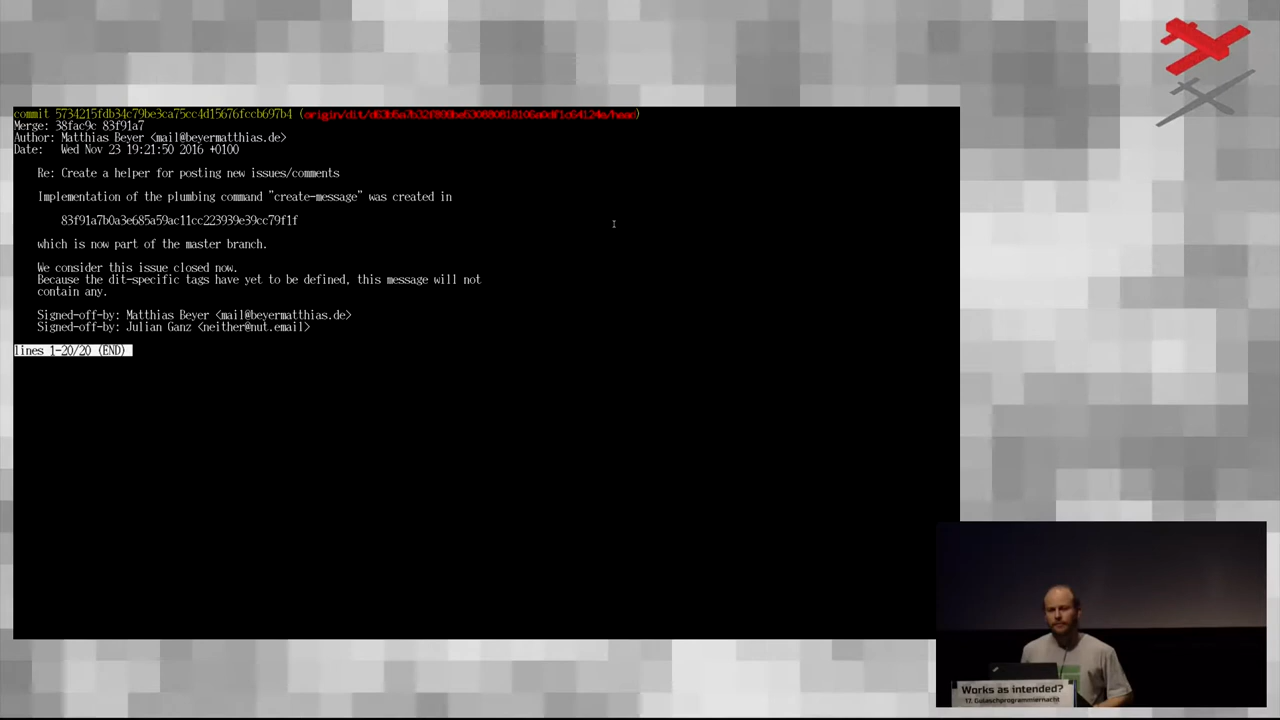 commit 5734215fdb34c79be3ca75cc4d15676fccb697b4
Merge: 38fac9c 83f91a7
Author: Matthias Beyer <mail@beyermatthias.de>
Date: Wed Nov 23 19:21:50 2016 +0100
Re: Create a helper for posting new issues/comments
Implementation of the plumbing command "create-message" was created in
83f91a7b0a3e685a59ac11cc223939e39cc79f1f
which is now part of the master branch.
We consider this issue closed now.
Because the dit-specific tags have yet to be defined, this message will not
contain any.
Signed-off-by: Matthias Beyer <mail@beyermatthias.de>
Signed-off-by: Julian Ganz <neither@nut.email>
lines 1-20/20 (END)
Works as intended?
17. Gulaschprogrammiernacht